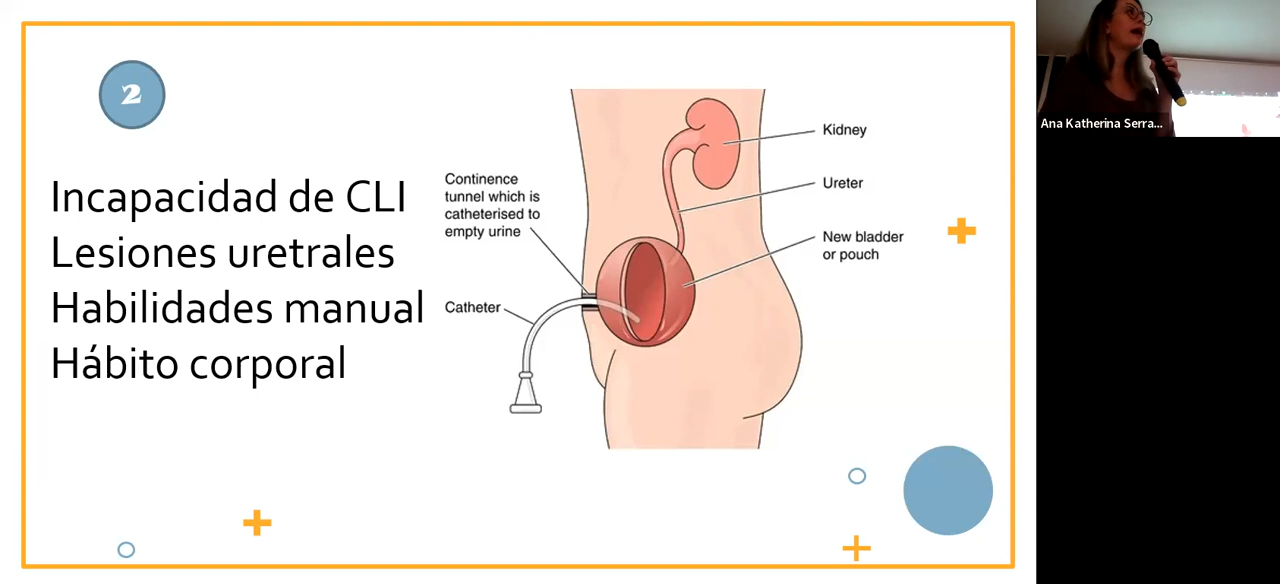 2
Incapacidad de CLI
Lesiones uretrales
Habilidades manual
Hábito corporal
Continence
tunnel which is
catheterised to
empty urine
Catheter
Kidney
Ureter
New bladder
or pouch
Ana Katherina Serra...